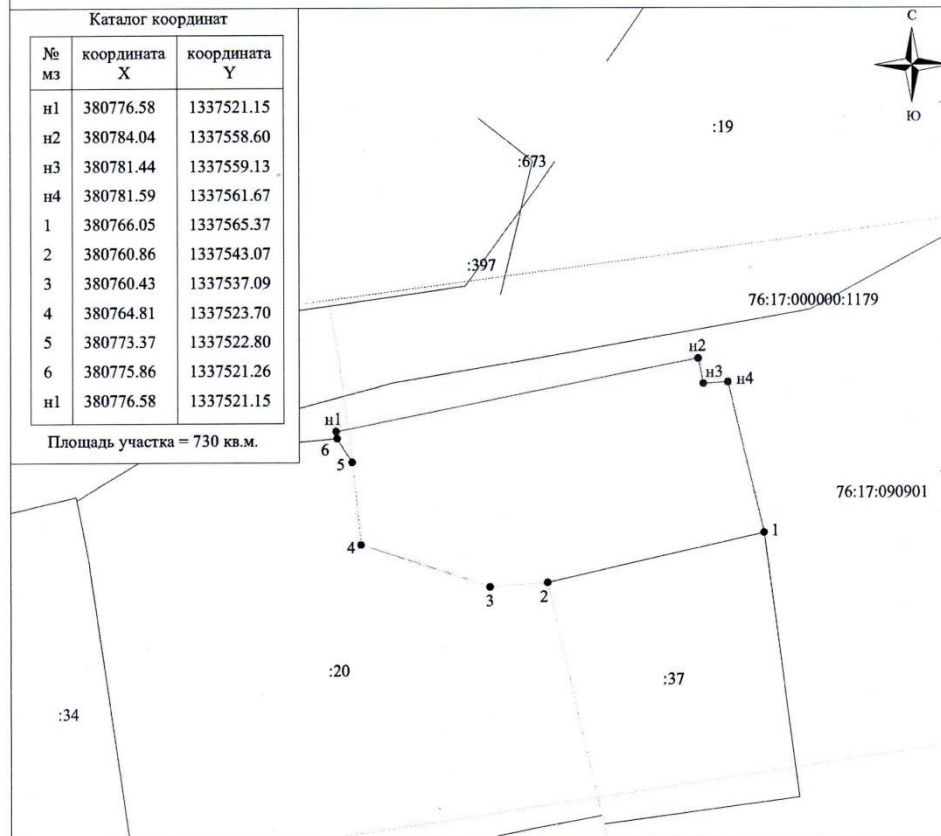 Каталог координат
№ мз координата X координата Y
н1 380776.58 1337521.15
н2 380784.04 1337558.60
н3 380781.44 1337559.13
н4 380781.59 1337561.67
1 380766.05 1337565.37
2 380760.86 1337543.07
3 380760.43 1337537.09
4 380764.81 1337523.70
5 380773.37 1337522.80
6 380775.86 1337521.26
н1 380776.58 1337521.15
Площадь участка = 730 кв.м.
С
Ю
:19
:673
:397
76:17:000000:1179
н2
н3
н4
н1
6
5
76:17:090901
1
4
3
2
:20
:37
:34